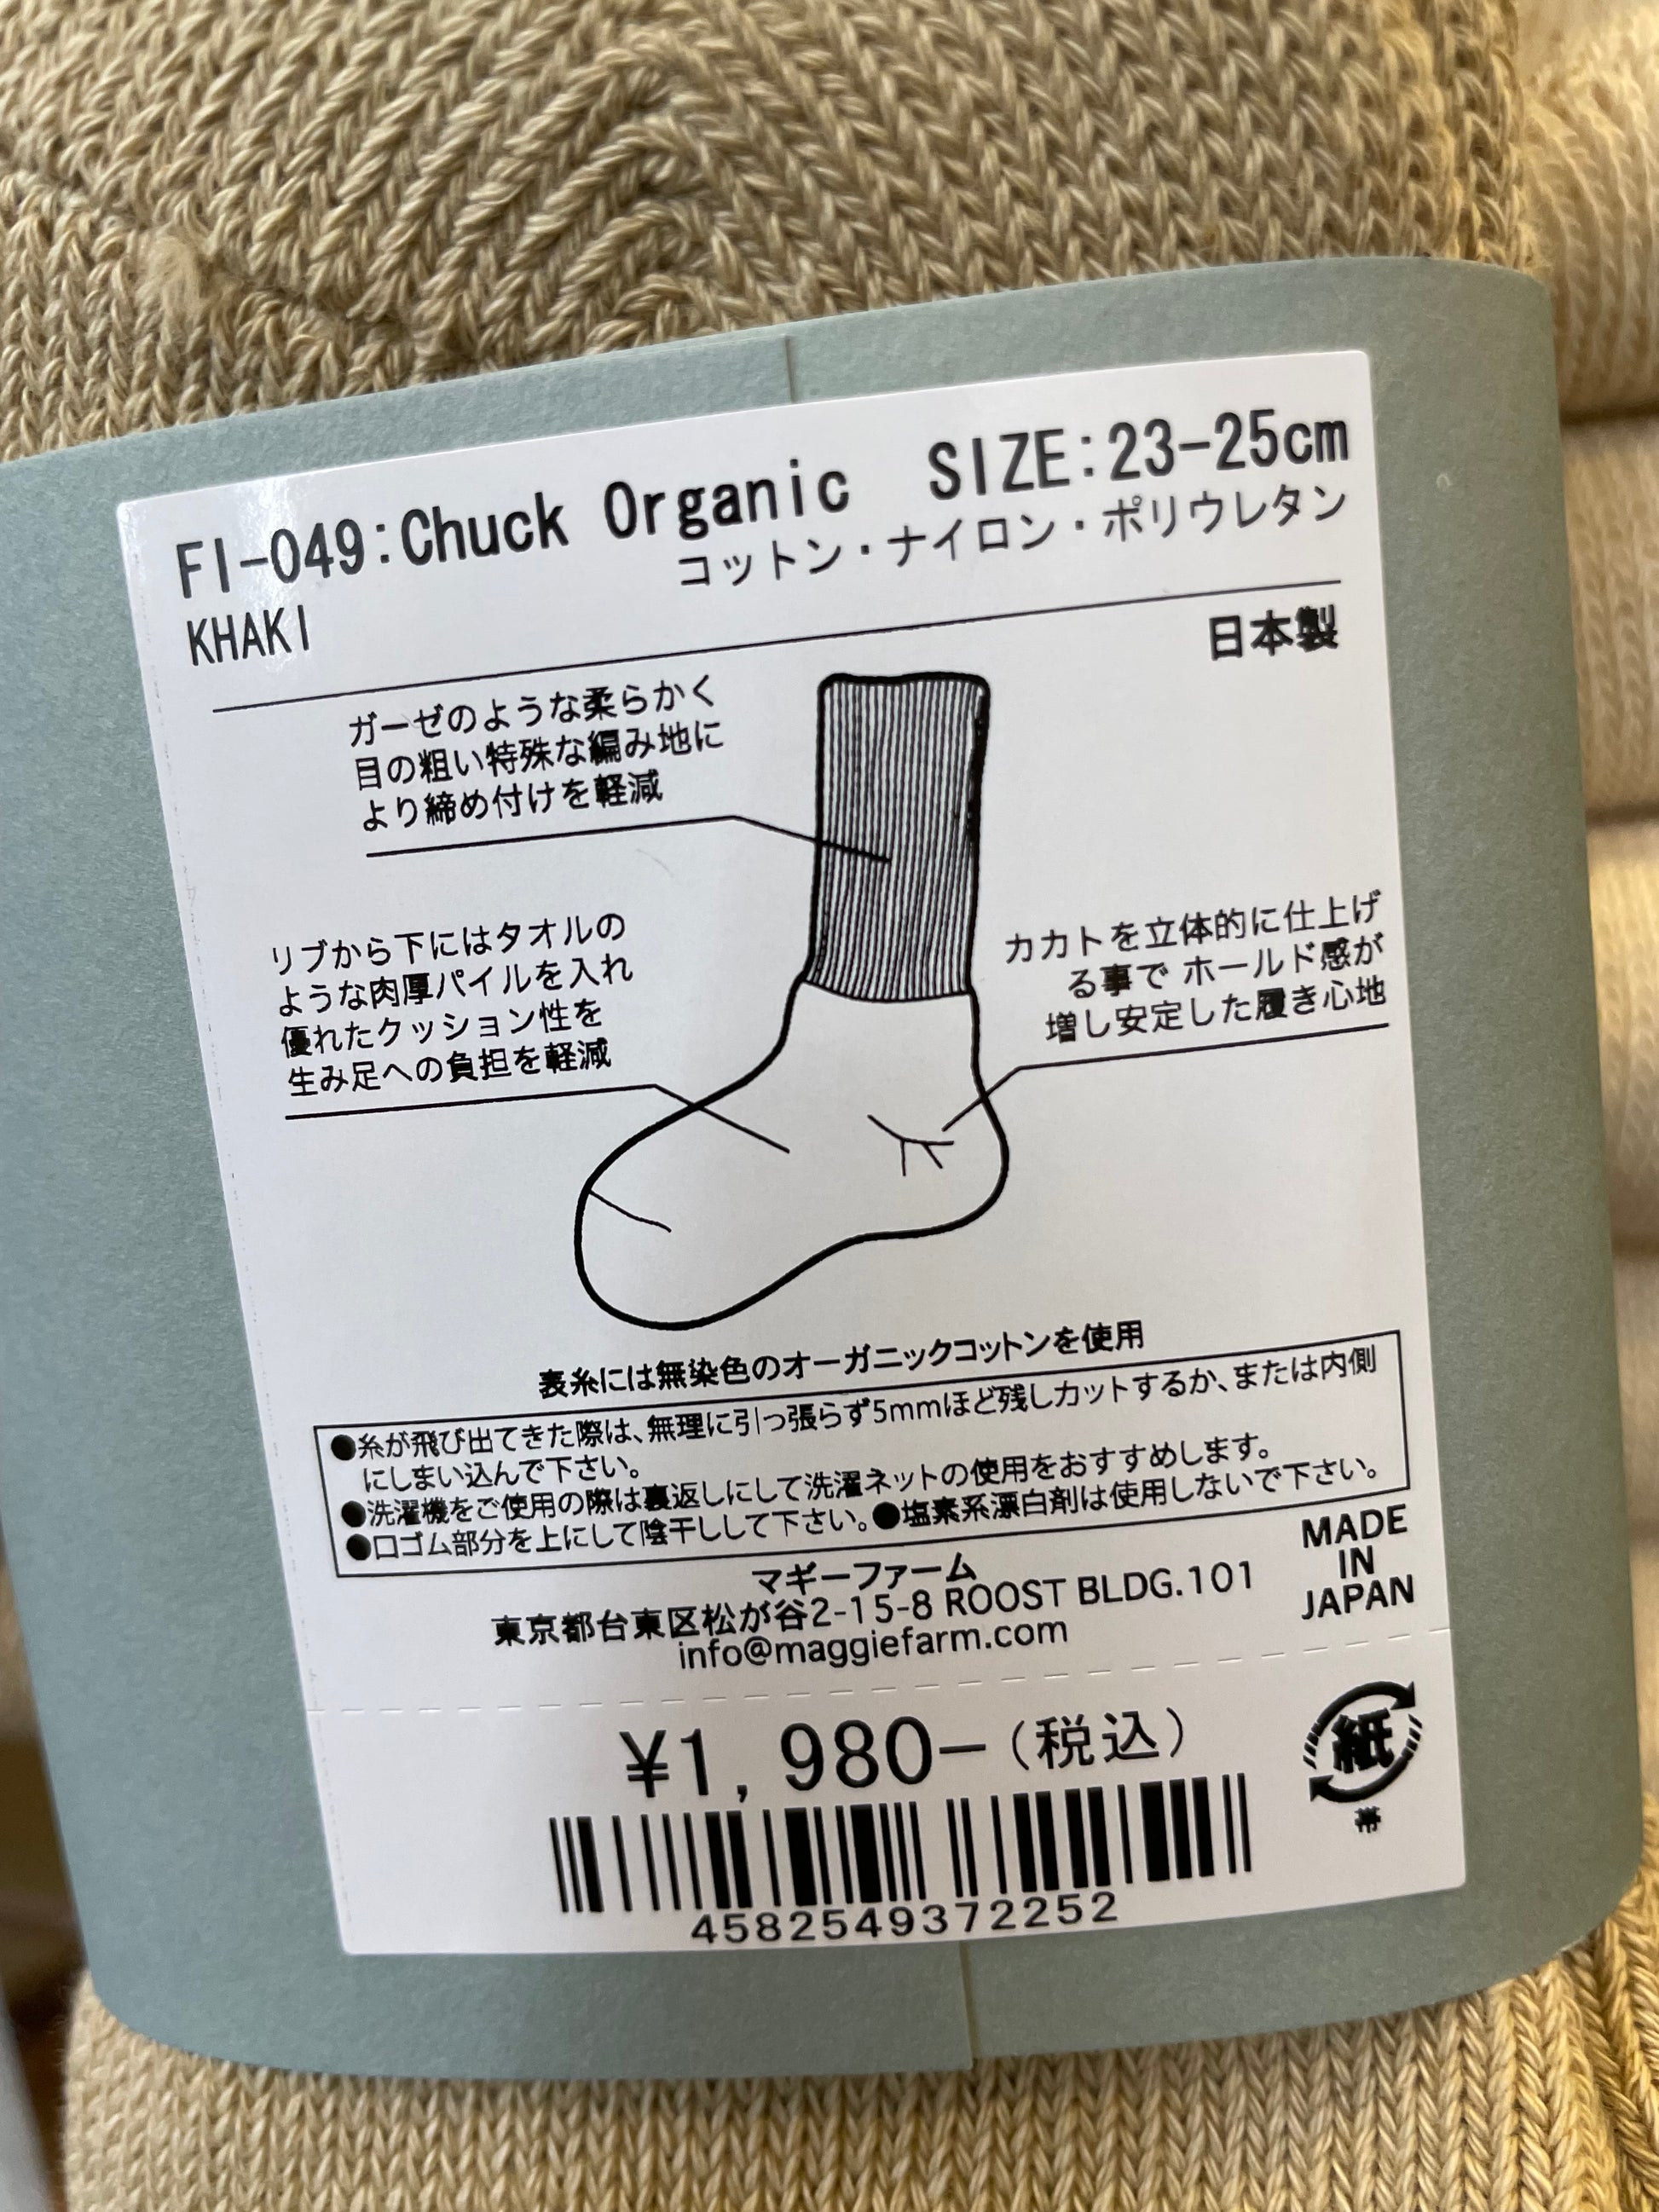 FI-049:Chuck Organic SIZE:23-25cm
KHAKI コットン・ナイロン・ポリウレタン
日本製
ガーゼのような柔らかく
目の粗い特殊な編み地に
より締め付けを軽減
リブから下にはタオルの
ような肉厚パイルを入れ
優れたクッション性を
生み足への負担を軽減
カカトを立体的に仕上げ
る事で ホールド感が
増し安定した履き心地
表糸には無染色のオーガニックコットンを使用
●糸が飛び出てきた際は、無理に引っ張らず5mmほど残しカットするか、または内側
にしまい込んで下さい。
●洗濯機をご使用の際は裏返しにして洗濯ネットの使用をおすすめします。
●口ゴム部分を上にして陰干しして下さい。●塩素系漂白剤は使用しないで下さい。
マギーファーム
東京都台東区松が谷2-15-8 ROOST BLDG.101
info@maggiefarm.com
MADE
IN
JAPAN
¥1,980-(税込)
紙
帯
4582549372252